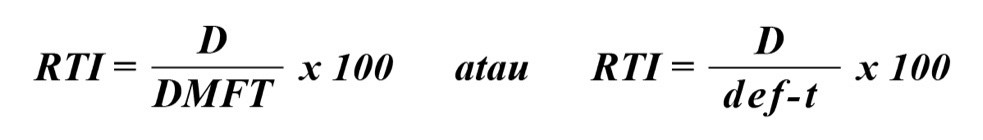 RTI = D / DMFT x 100 atau RTI = D / def-t x 100